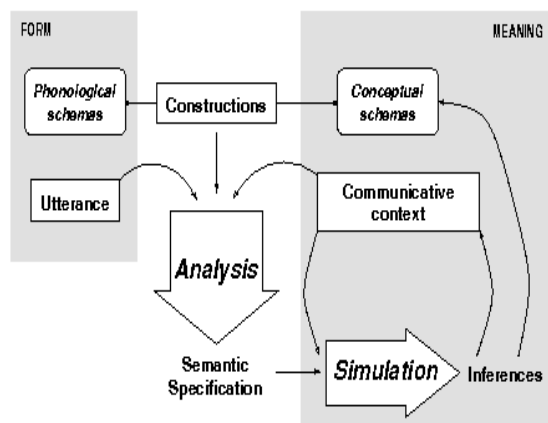 FORM
MEANING
Phonological
schemas
Constructions
Conceptual
schemas
Utterance
Communicative
context
Analysis
Semantic
Specification
Simulation
Inferences